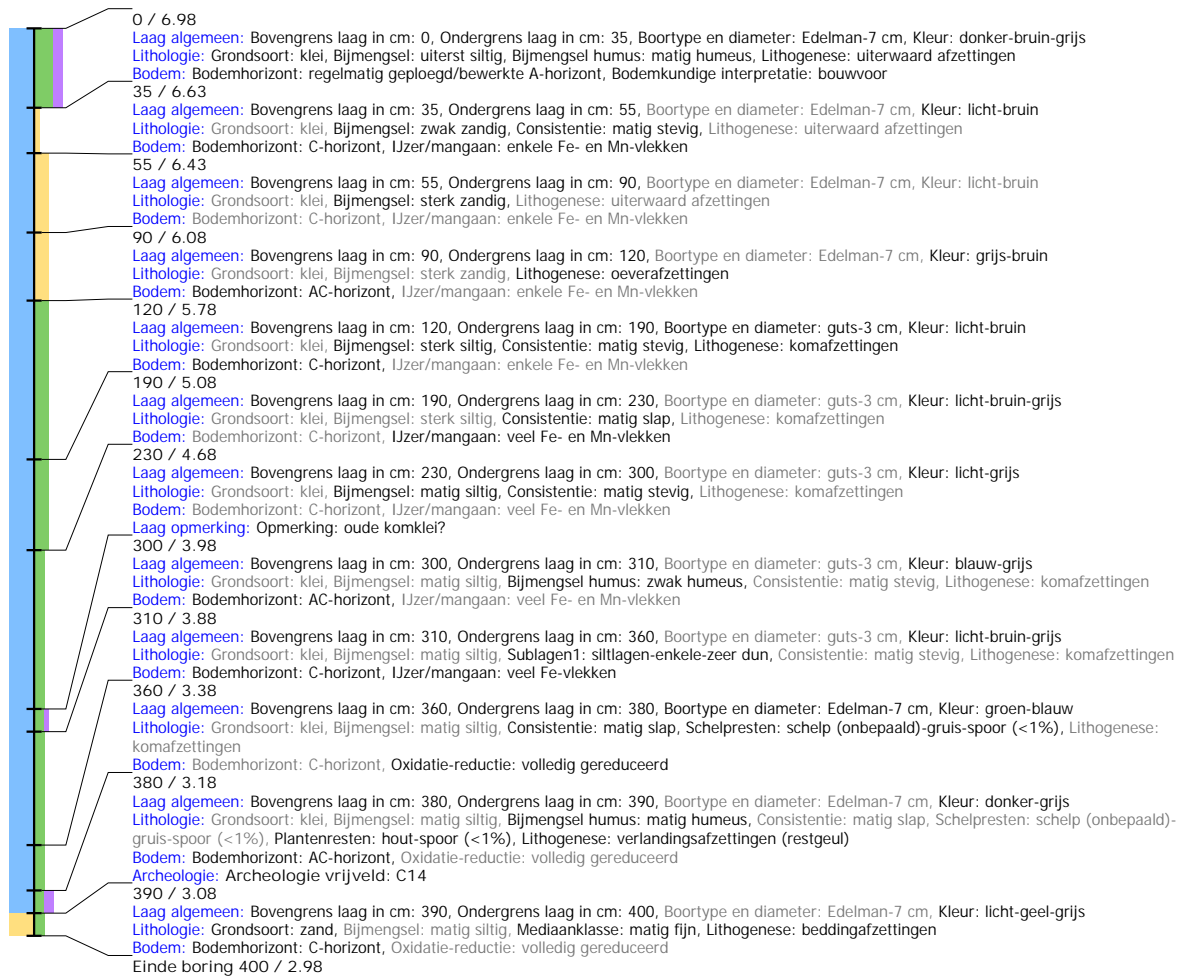 0 / 6.98
Laag algemeen: Bovengrens laag in cm: 0, Ondergrens laag in cm: 35, Boortype en diameter: Edelman-7 cm, Kleur: donker-bruin-grijs
Lithologie: Grondsoort: klei, Bijmengsel: uiterst siltig, Bijmengsel humus: matig humeus, Lithogenese: uiterwaard afzettingen
Bodem: Bodemhorizont: regelmatig geploegd/bewerkte A-horizont, Bodemkundige interpretatie: bouwvoor
35 / 6.63
Laag algemeen: Bovengrens laag in cm: 35, Ondergrens laag in cm: 55, Boortype en diameter: Edelman-7 cm, Kleur: licht-bruin
Lithologie: Grondsoort: klei, Bijmengsel: zwak zandig, Consistentie: matig stevig, Lithogenese: uiterwaard afzettingen
Bodem: Bodemhorizont: C-horizont, IJzer/mangaan: enkele Fe- en Mn-vlekken
55 / 6.43
Laag algemeen: Bovengrens laag in cm: 55, Ondergrens laag in cm: 90, Boortype en diameter: Edelman-7 cm, Kleur: licht-bruin
Lithologie: Grondsoort: klei, Bijmengsel: sterk zandig, Lithogenese: uiterwaard afzettingen
Bodem: Bodemhorizont: C-horizont, IJzer/mangaan: enkele Fe- en Mn-vlekken
90 / 6.08
Laag algemeen: Bovengrens laag in cm: 90, Ondergrens laag in cm: 120, Boortype en diameter: Edelman-7 cm, Kleur: grijs-bruin
Lithologie: Grondsoort: klei, Bijmengsel: sterk zandig, Lithogenese: oeverafzettingen
Bodem: Bodemhorizont: AC-horizont, IJzer/mangaan: enkele Fe- en Mn-vlekken
120 / 5.78
Laag algemeen: Bovengrens laag in cm: 120, Ondergrens laag in cm: 190, Boortype en diameter: guts-3 cm, Kleur: licht-bruin
Lithologie: Grondsoort: klei, Bijmengsel: sterk siltig, Consistentie: matig stevig, Lithogenese: komafzettingen
Bodem: Bodemhorizont: C-horizont, IJzer/mangaan: enkele Fe- en Mn-vlekken
190 / 5.08
Laag algemeen: Bovengrens laag in cm: 190, Ondergrens laag in cm: 230, Boortype en diameter: guts-3 cm, Kleur: licht-bruin-grijs
Lithologie: Grondsoort: klei, Bijmengsel: sterk siltig, Consistentie: matig slap, Lithogenese: komafzettingen
Bodem: Bodemhorizont: C-horizont, IJzer/mangaan: veel Fe- en Mn-vlekken
230 / 4.68
Laag algemeen: Bovengrens laag in cm: 230, Ondergrens laag in cm: 300, Boortype en diameter: guts-3 cm, Kleur: licht-grijs
Lithologie: Grondsoort: klei, Bijmengsel: matig siltig, Consistentie: matig stevig, Lithogenese: komafzettingen
Bodem: Bodemhorizont: C-horizont, IJzer/mangaan: veel Fe- en Mn-vlekken
Laag opmerking: Opmerking: oude komklei?
300 / 3.98
Laag algemeen: Bovengrens laag in cm: 300, Ondergrens laag in cm: 310, Boortype en diameter: guts-3 cm, Kleur: blauw-grijs
Lithologie: Grondsoort: klei, Bijmengsel: matig siltig, Bijmengsel humus: zwak humeus, Consistentie: matig stevig, Lithogenese: komafzettingen
Bodem: Bodemhorizont: AC-horizont, IJzer/mangaan: veel Fe- en Mn-vlekken
310 / 3.88
Laag algemeen: Bovengrens laag in cm: 310, Ondergrens laag in cm: 360, Boortype en diameter: guts-3 cm, Kleur: licht-bruin-grijs
Lithologie: Grondsoort: klei, Bijmengsel: matig siltig, Sublagen1: siltlagen-enkele-zeer dun, Consistentie: matig stevig, Lithogenese: komafzettingen
Bodem: Bodemhorizont: C-horizont, IJzer/mangaan: veel Fe-vlekken
360 / 3.38
Laag algemeen: Bovengrens laag in cm: 360, Ondergrens laag in cm: 380, Boortype en diameter: Edelman-7 cm, Kleur: groen-blauw
Lithologie: Grondsoort: klei, Bijmengsel: matig siltig, Consistentie: matig slap, Schelpresten: schelp (onbepaald)-gruis-spoor (<1%), Lithogenese:
komafzettingen
Bodem: Bodemhorizont: C-horizont, Oxidatie-reductie: volledig gereduceerd
380 / 3.18
Laag algemeen: Bovengrens laag in cm: 380, Ondergrens laag in cm: 390, Boortype en diameter: Edelman-7 cm, Kleur: donker-grijs
Lithologie: Grondsoort: klei, Bijmengsel: matig siltig, Bijmengsel humus: matig humeus, Consistentie: matig slap, Schelpresten: schelp (onbepaald)-
gruis-spoor (<1%), Plantenresten: hout-spoor (<1%), Lithogenese: verlandingsafzettingen (restgeul)
Bodem: Bodemhorizont: AC-horizont, Oxidatie-reductie: volledig gereduceerd
Archeologie: Archeologie vrijveld: C14
390 / 3.08
Laag algemeen: Bovengrens laag in cm: 390, Ondergrens laag in cm: 400, Boortype en diameter: Edelman-7 cm, Kleur: licht-geel-grijs
Lithologie: Grondsoort: zand, Bijmengsel: matig siltig, Mediaanklasse: matig fijn, Lithogenese: beddingafzettingen
Bodem: Bodemhorizont: C-horizont, Oxidatie-reductie: volledig gereduceerd
Einde boring 400 / 2.98